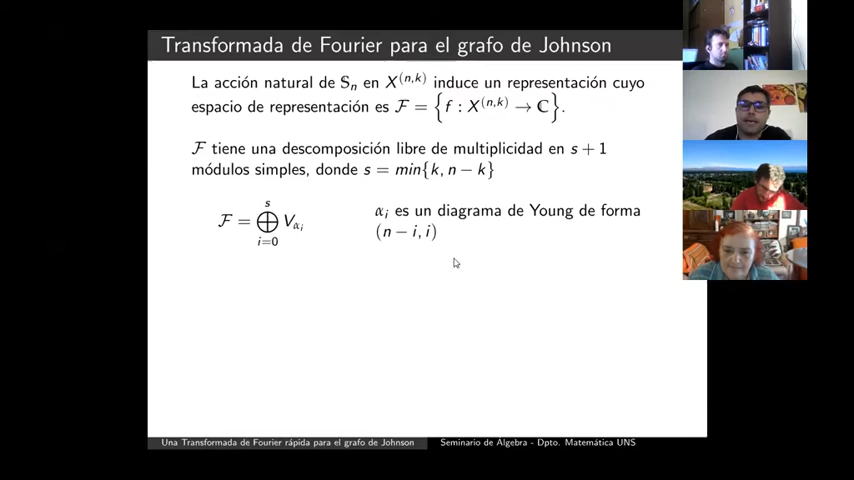 Transformada de Fourier para el grafo de Johnson
La acción natural de 𝕊ₙ en X⁽ⁿ,ᵏ⁾ induce un representación cuyo
espacio de representación es ℱ = {f : X⁽ⁿ,ᵏ⁾ → ℂ}.
ℱ tiene una descomposición libre de multiplicidad en s + 1
módulos simples, donde s = min{k, n − k}
ℱ = ⨁_{i=0}^{s} V_{α_i}
α_i es un diagrama de Young de forma
(n − i, i)
Una Transformada de Fourier rápida para el grafo de Johnson
Seminario de Álgebra - Dpto. Matemática UNS